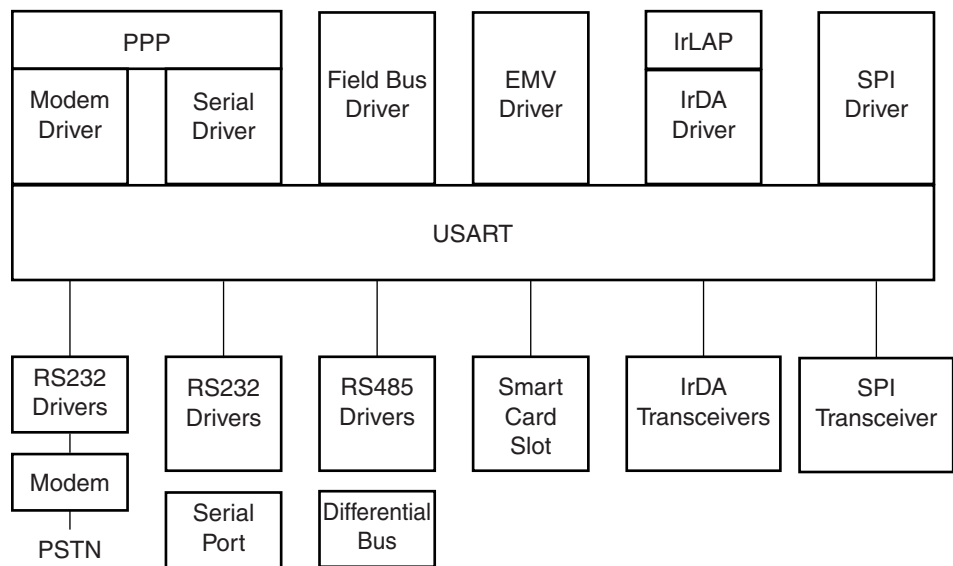 PPP
Modem
Driver
Serial
Driver
Field Bus
Driver
EMV
Driver
IrLAP
IrDA
Driver
SPI
Driver
USART
RS232
Drivers
Modem
PSTN
RS232
Drivers
Serial
Port
RS485
Drivers
Differential
Bus
Smart
Card
Slot
IrDA
Transceivers
SPI
Transceiver